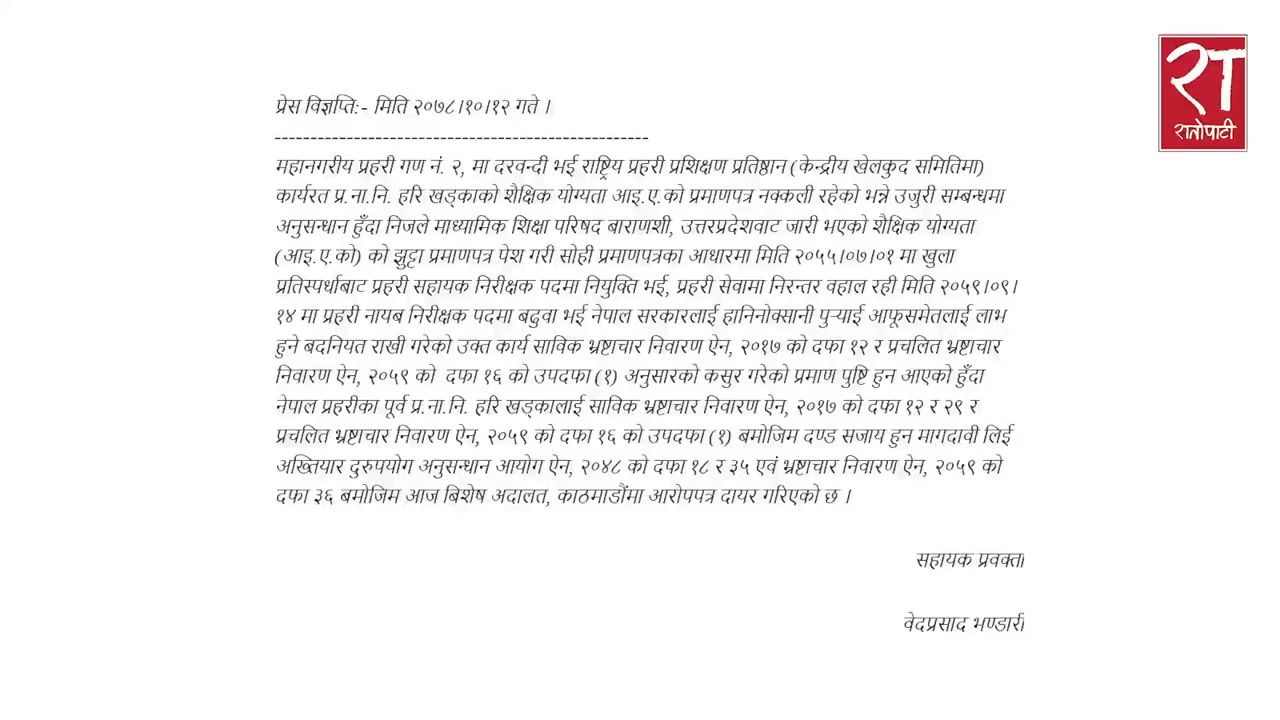 रा
रातोपाटी
प्रेस विज्ञप्ति:- मिति २०७८।१०।१२ गते ।
-----------------------------------------------------
महानगरीय प्रहरी गण नं. २, मा दरवन्दी भई राष्ट्रिय प्रहरी प्रशिक्षण प्रतिष्ठान (केन्द्रीय खेलकुद समितिमा)
कार्यरत प्र.ना.नि. हरि खड्काको शैक्षिक योग्यता आइ.ए.को प्रमाणपत्र नक्कली रहेको भन्ने उजुरी सम्बन्धमा
अनुसन्धान हुँदा निजले माध्यामिक शिक्षा परिषद बाराणशी, उत्तरप्रदेशवाट जारी भएको शैक्षिक योग्यता
(आइ.ए.को) को झुट्टा प्रमाणपत्र पेश गरी सोही प्रमाणपत्रका आधारमा मिति २०५५।०७।०१ मा खुला
प्रतिस्पर्धाबाट प्रहरी सहायक निरीक्षक पदमा नियुक्ति भई, प्रहरी सेवामा निरन्तर वहाल रही मिति २०५९।०९।
१४ मा प्रहरी नायब निरीक्षक पदमा बढुवा भई नेपाल सरकारलाई हानिनोक्सानी पुऱ्याई आफूसमेतलाई लाभ
हुने बदनियत राखी गरेको उक्त कार्य साविक भ्रष्टाचार निवारण ऐन, २०१७ को दफा १२ र प्रचलित भ्रष्टाचार
निवारण ऐन, २०५९ को  दफा १६ को उपदफा (१) अनुसारको कसुर गरेको प्रमाण पुष्टि हुन आएको हुँदा
नेपाल प्रहरीका पूर्व प्र.ना.नि. हरि खड्कालाई साविक भ्रष्टाचार निवारण ऐन, २०१७ को दफा १२ र २९ र
प्रचलित भ्रष्टाचार निवारण ऐन, २०५९ को दफा १६ को उपदफा (१) बमोजिम दण्ड सजाय हुन मागदावी लिई
अख्तियार दुरुपयोग अनुसन्धान आयोग ऐन, २०४८ को दफा १८ र ३५ एवं भ्रष्टाचार निवारण ऐन, २०५९ को
दफा ३६ बमोजिम आज बिशेष अदालत, काठमाडौंमा आरोपपत्र दायर गरिएको छ ।
सहायक प्रवक्ता
वेदप्रसाद भण्डारी